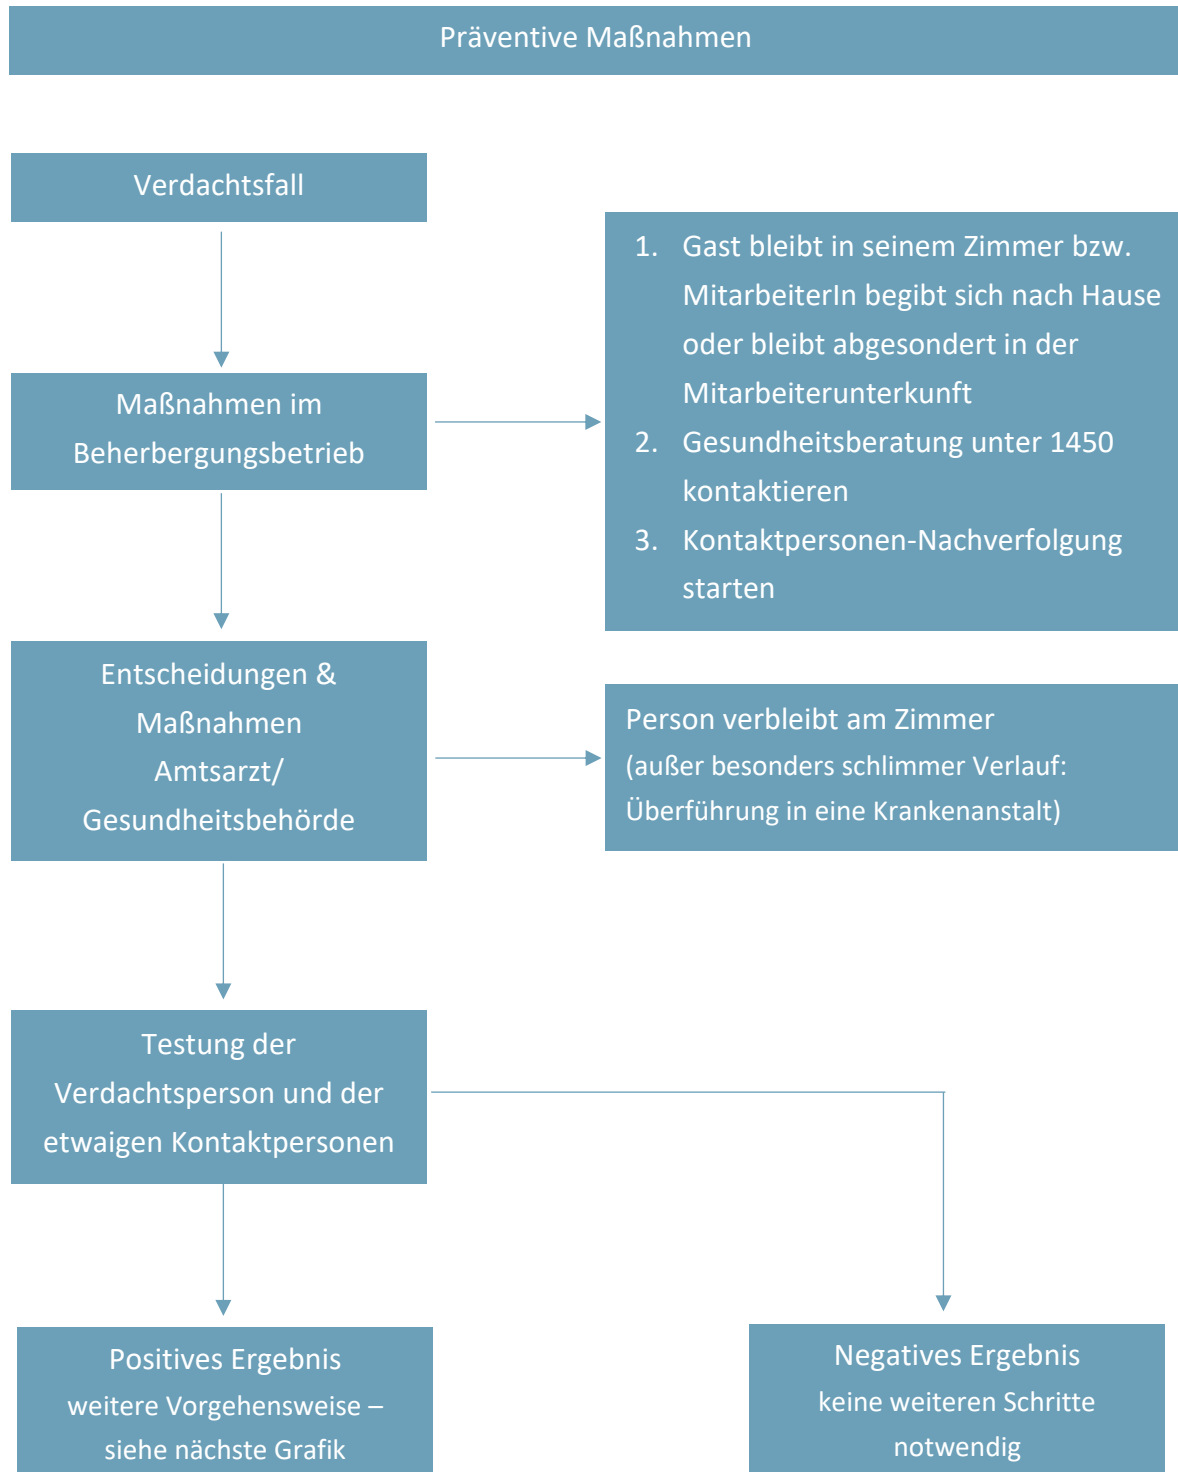 Präventive Maßnahmen
Verdachtsfall
Maßnahmen im
Beherbergungsbetrieb
1. Gast bleibt in seinem Zimmer bzw.
MitarbeiterIn begibt sich nach Hause
oder bleibt abgesondert in der
Mitarbeiterunterkunft
2. Gesundheitsberatung unter 1450
kontaktieren
3. Kontaktpersonen-Nachverfolgung
starten
Entscheidungen &
Maßnahmen
Amtsarzt/
Gesundheitsbehörde
Person verbleibt am Zimmer
(außer besonders schlimmer Verlauf:
Überführung in eine Krankenanstalt)
Testung der
Verdachtsperson und der
etwaigen Kontaktpersonen
Positives Ergebnis
weitere Vorgehensweise –
siehe nächste Grafik
Negatives Ergebnis
keine weiteren Schritte
notwendig